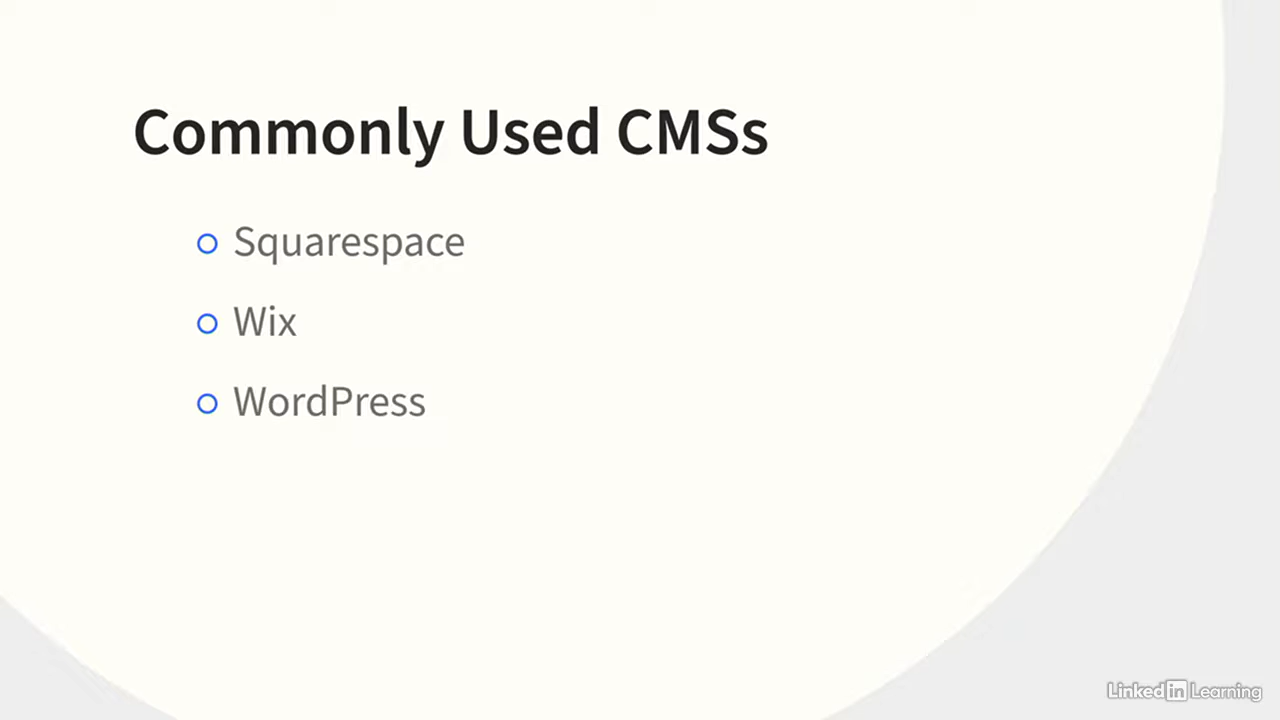 Commonly Used CMSs
Squarespace
Wix
WordPress
LinkedIn Learning